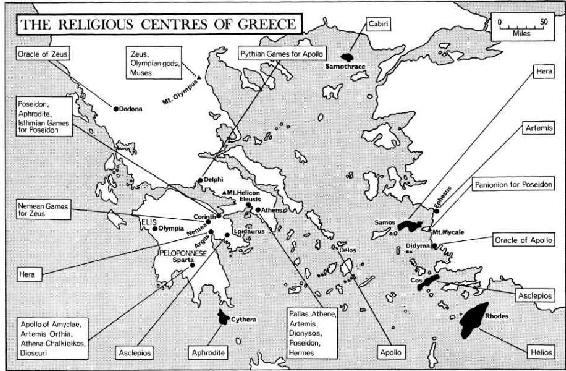 THE RELIGIOUS CENTRES OF GREECE
0 50
Miles
Cabiri
Oracle of Zeus
Zeus,
Olympian gods,
Muses
Pythian Games for Apollo
Samothrace
Mt. Olympus
Hera
Dodona
Poseidon,
Aphrodite,
Isthmian Games
for Poseidon
Artemis
Delphi
Mt.Helicon
Eleusis
Ephesus
Panionion for Poseidon
Nemean Games
for Zeus
Corinth
Athens
Samos
ELIS
Olympia
Nemea
Mt.Mycale
Argos
Epidaurus
Delos
Didyma
Oracle of Apollo
PELOPONNESE
Sparta
Hera
Cos
Asclepios
Rhodes
Cythera
Apollo of Amyclae,
Artemis Orthia,
Athena Chalkioikos,
Dioscuri
Asclepios
Aphrodite
Pallas Athene,
Artemis
Dionysos,
Poseidon,
Hermes
Apollo
Helios